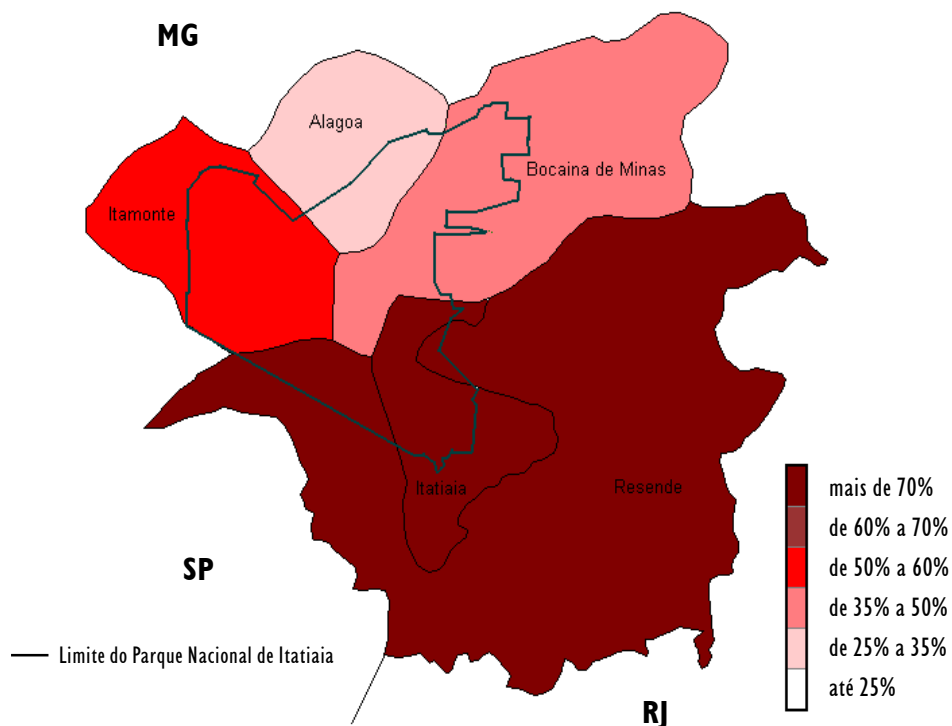 MG
Alagoa
Bocaina de Minas
Itamonte
Itatiaia
Resende
mais de 70%
de 60% a 70%
de 50% a 60%
de 35% a 50%
de 25% a 35%
até 25%
SP
Limite do Parque Nacional de Itatiaia
RJ